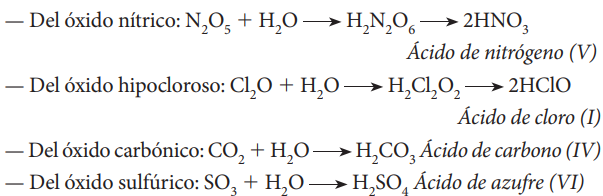 — Del óxido nítrico: N₂O₅ + H₂O ⟶ H₂N₂O₆ ⟶ 2HNO₃
Ácido de nitrógeno (V)
— Del óxido hipocloroso: Cl₂O + H₂O ⟶ H₂Cl₂O₂ ⟶ 2HClO
Ácido de cloro (I)
— Del óxido carbónico: CO₂ + H₂O ⟶ H₂CO₃ Ácido de carbono (IV)
— Del óxido sulfúrico: SO₃ + H₂O ⟶ H₂SO₄ Ácido de azufre (VI)